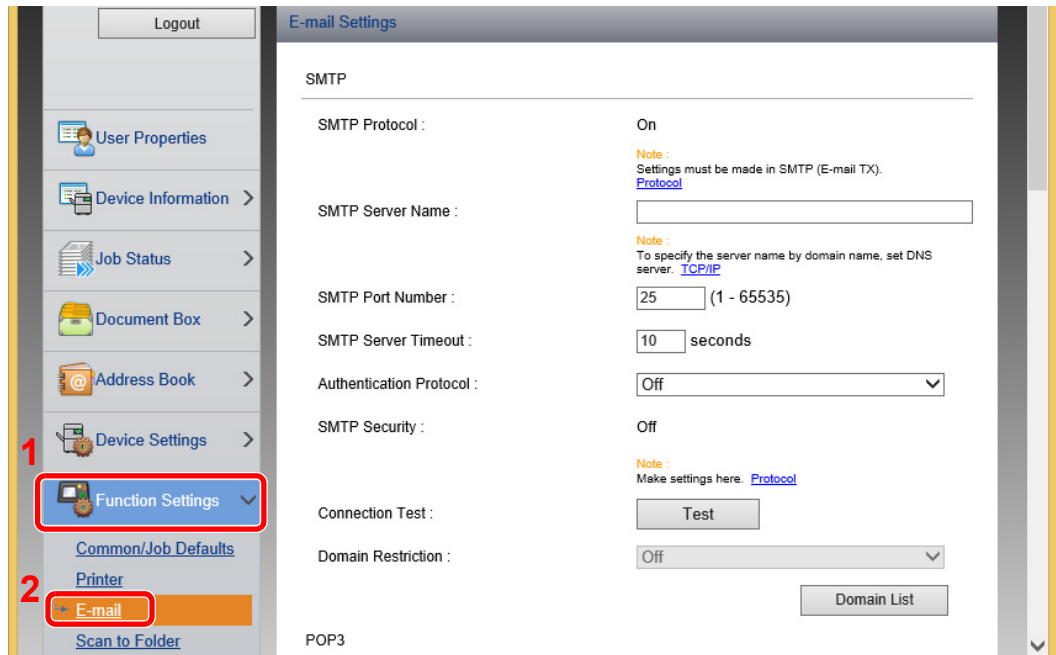 Logout
User Properties
Device Information
Job Status
Document Box
Address Book
Device Settings
1
Function Settings
Common/Job Defaults
Printer
2
E-mail
Scan to Folder
E-mail Settings
SMTP
SMTP Protocol : On
Note :
Settings must be made in SMTP (E-mail TX).
Protocol
SMTP Server Name :
Note :
To specify the server name by domain name, set DNS
server. TCP/IP
SMTP Port Number : 25 (1 - 65535)
SMTP Server Timeout : 10 seconds
Authentication Protocol : Off
SMTP Security : Off
Note :
Make settings here. Protocol
Connection Test : Test
Domain Restriction : Off
Domain List
POP3